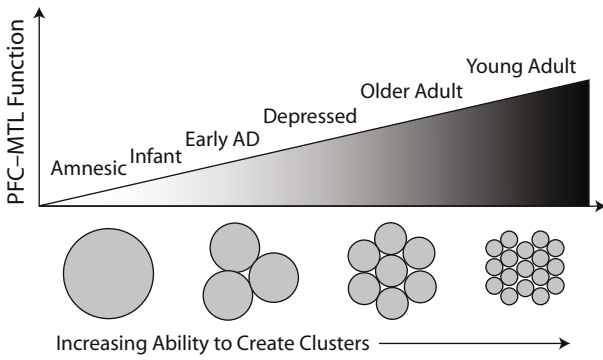 PFC–MTL Function
Young Adult
Older Adult
Depressed
Early AD
Infant
Amnesic
Increasing Ability to Create Clusters